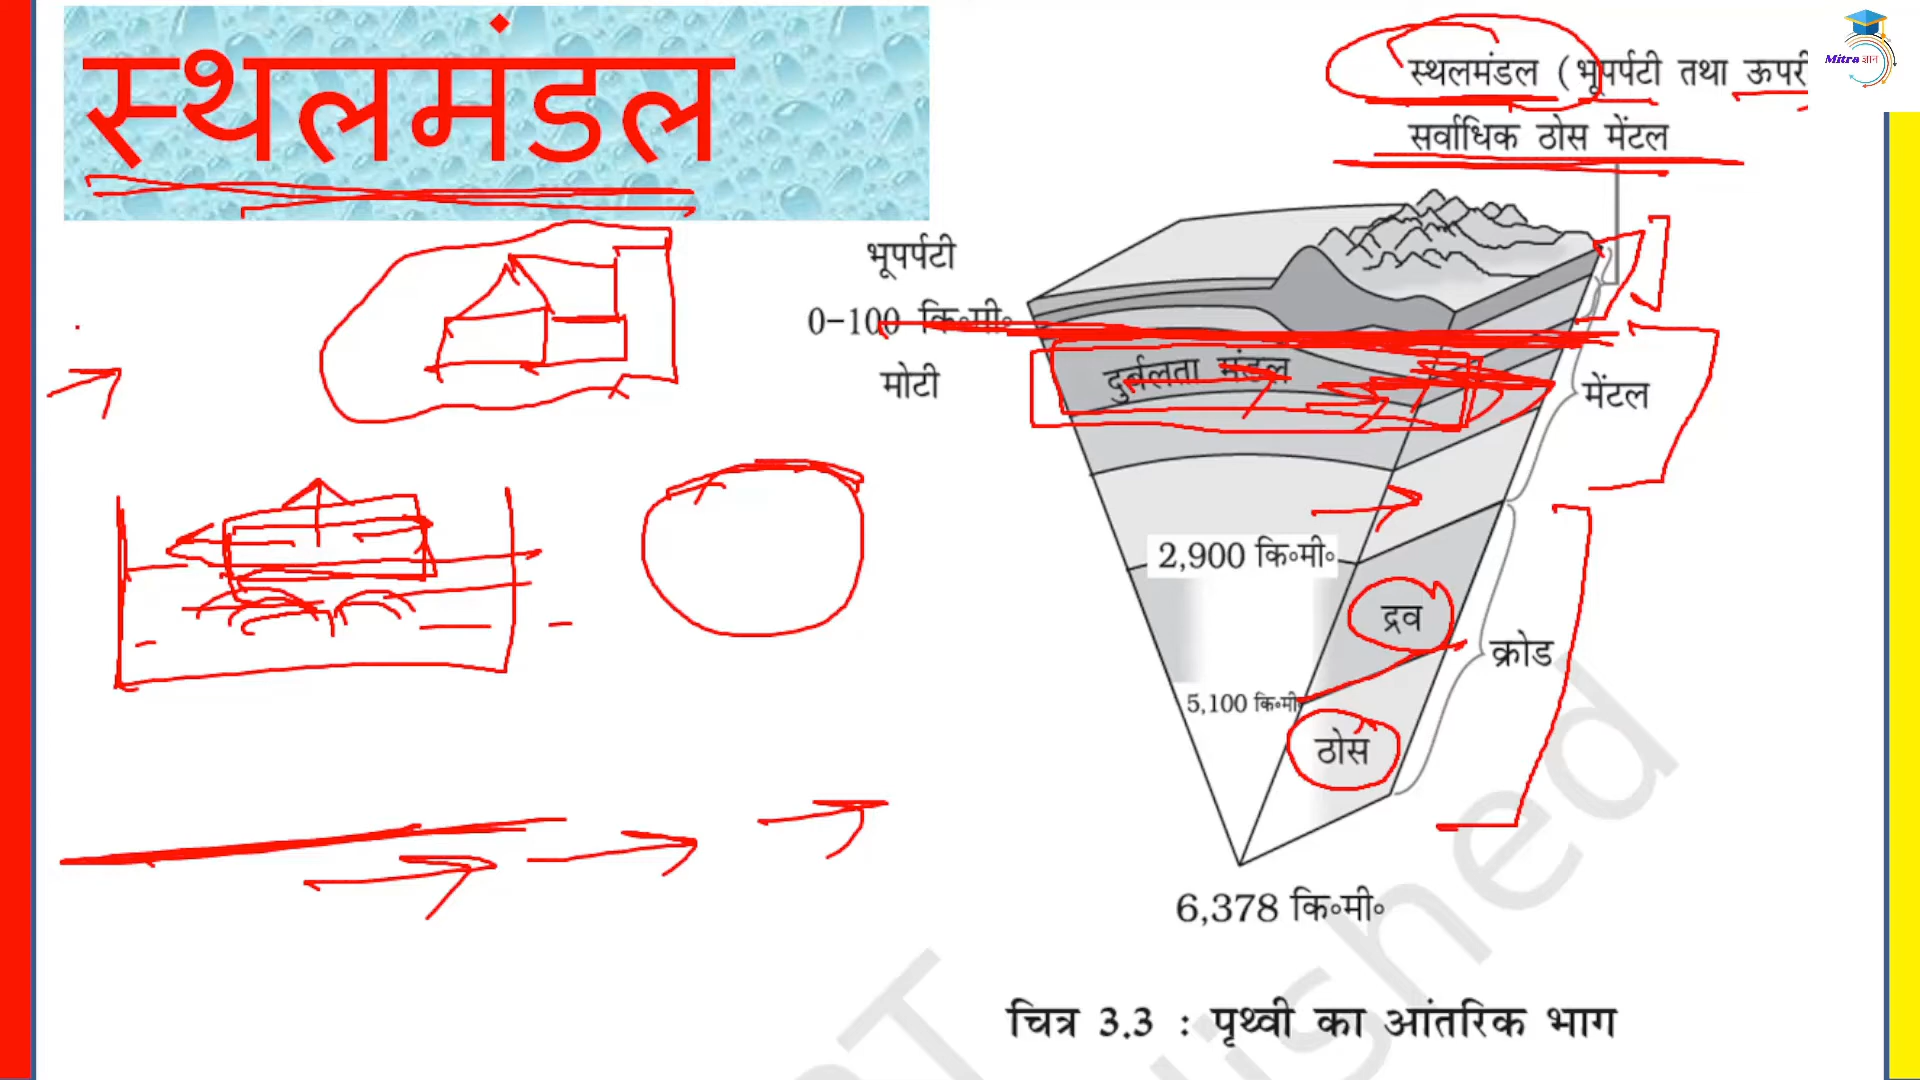 स्थलमंडल
Mitra ज्ञान
स्थलमंडल (भूपर्पटी तथा ऊपरी
सर्वाधिक ठोस मेंटल
भूपर्पटी
0-100 कि॰मी॰
मोटी
दुर्बलता मंडल
मेंटल
2,900 कि॰मी॰
द्रव
क्रोड
5,100 कि॰मी॰
ठोस
6,378 कि॰मी॰
चित्र 3.3 : पृथ्वी का आंतरिक भाग